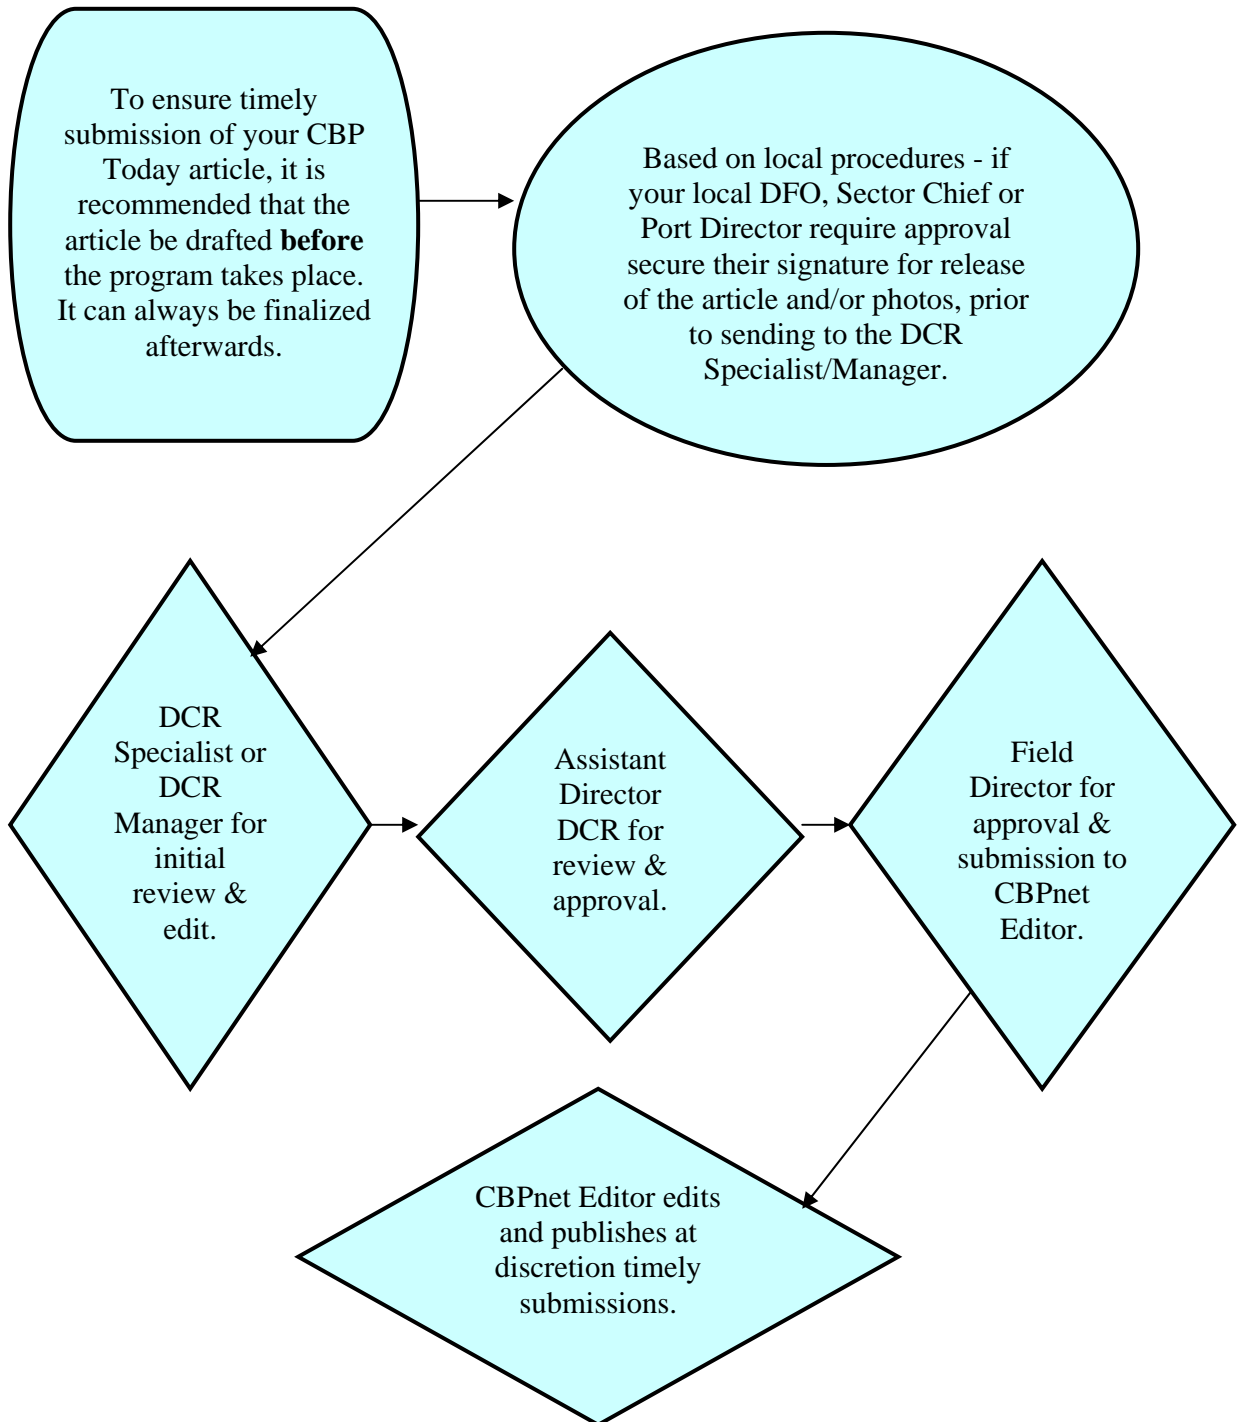 To ensure timely
submission of your CBP
Today article, it is
recommended that the
article be drafted before
the program takes place.
It can always be finalized
afterwards.
Based on local procedures - if
your local DFO, Sector Chief or
Port Director require approval
secure their signature for release
of the article and/or photos, prior
to sending to the DCR
Specialist/Manager.
DCR
Specialist or
DCR
Manager for
initial
review &
edit.
Assistant
Director
DCR for
review &
approval.
Field
Director for
approval &
submission to
CBPnet
Editor.
CBPnet Editor edits
and publishes at
discretion timely
submissions.